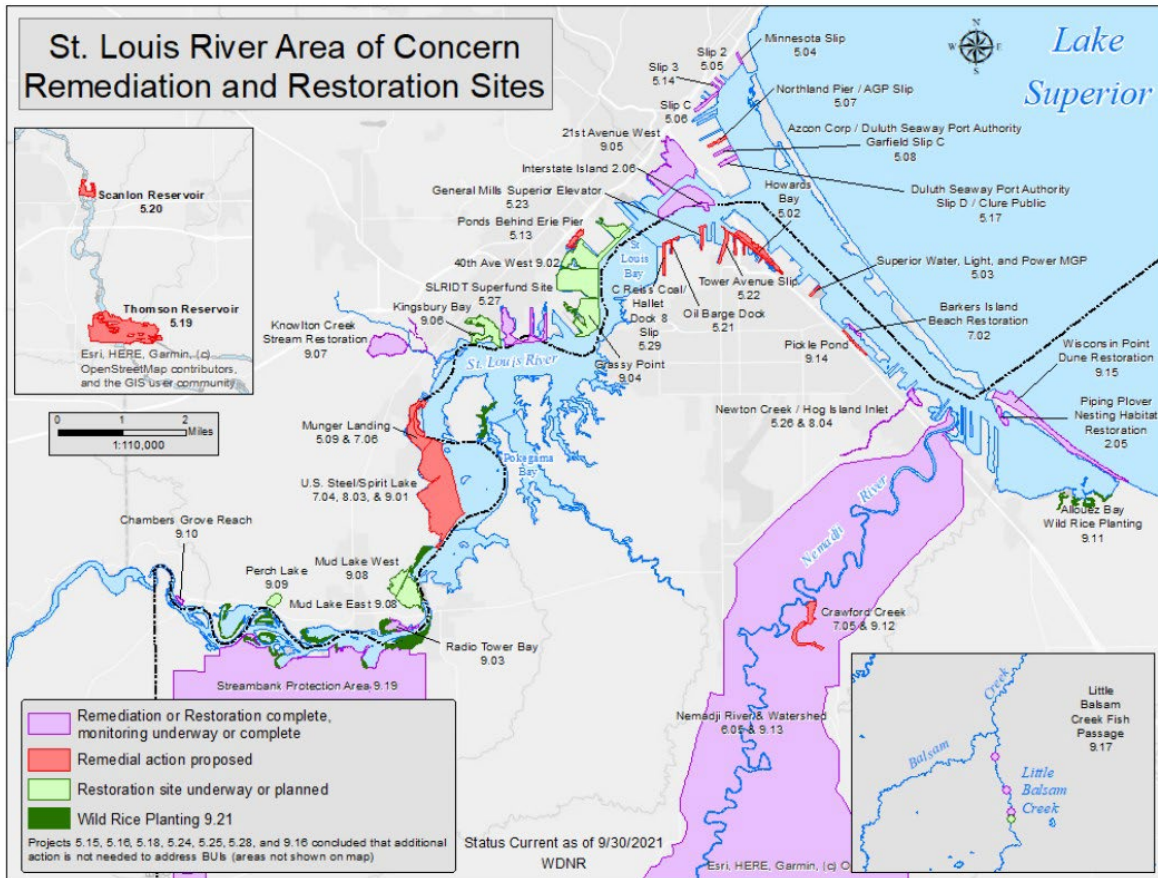 St. Louis River Area of Concern
Remediation and Restoration Sites
Scanlon Reservoir
5.20
Thomson Reservoir
5.19
Esri, HERE, Garmin, (c)
OpenStreetMap contributors,
and the GIS user community
0 1 2
Miles
1:110,000
N
W E
S
Lake
Superior
Minnesota Slip
5.04
Slip 2
5.05
Slip 3
5.14
Slip C
5.06
Northland Pier / AGP Slip
5.07
Azcon Corp / Duluth Seaway Port Authority
Garfield Slip C
5.08
21st Avenue West
9.05
Interstate Island 2.06
Duluth Seaway Port Authority
Slip D / Clure Public
5.17
General Mills Superior Elevator
5.23
Howards
Bay
5.02
Ponds Behind Erie Pier
5.13
40th Ave West 9.02
St
Louis
Bay
SLRIDT Superfund Site
5.27
Kingsbury Bay
9.06
Knowlton Creek
Stream Restoration
9.07
C Reiss Coal/
Hallet
Dock 8
Slip
5.29
Tower Avenue Slip
5.22
Oil Barge Dock
5.21
Superior Water, Light, and Power MGP
5.03
Barkers Island
Beach Restoration
7.02
Pickle Pond
9.14
Grassy Point
9.04
St. Louis River
Wisconsin Point
Dune Restoration
9.15
Piping Plover
Nesting Habitat
Restoration
2.05
Newton Creek / Hog Island Inlet
5.26 & 8.04
Munger Landing
5.09 & 7.06
Pokegama
Bay
U.S. Steel/Spirit Lake
7.04, 8.03, & 9.01
Allouez Bay
Wild Rice Planting
9.11
Chambers Grove Reach
9.10
Nemadji River
Mud Lake West
9.08
Perch Lake
9.09
Mud Lake East 9.08
Crawford Creek
7.05 & 9.12
Radio Tower Bay
9.03
Streambank Protection Area 9.19
Nemadji River & Watershed
6.05 & 9.13
Remediation or Restoration complete,
monitoring underway or complete
Remedial action proposed
Restoration site underway or planned
Wild Rice Planting 9.21
Projects 5.15, 5.16, 5.18, 5.24, 5.25, 5.28, and 9.16 concluded that additional
action is not needed to address BUIs (areas not shown on map)
Status Current as of 9/30/2021
WDNR
Esri, HERE, Garmin, (c) O
Little
Balsam
Creek Fish
Passage
9.17
Balsam
Creek
Little
Balsam
Creek